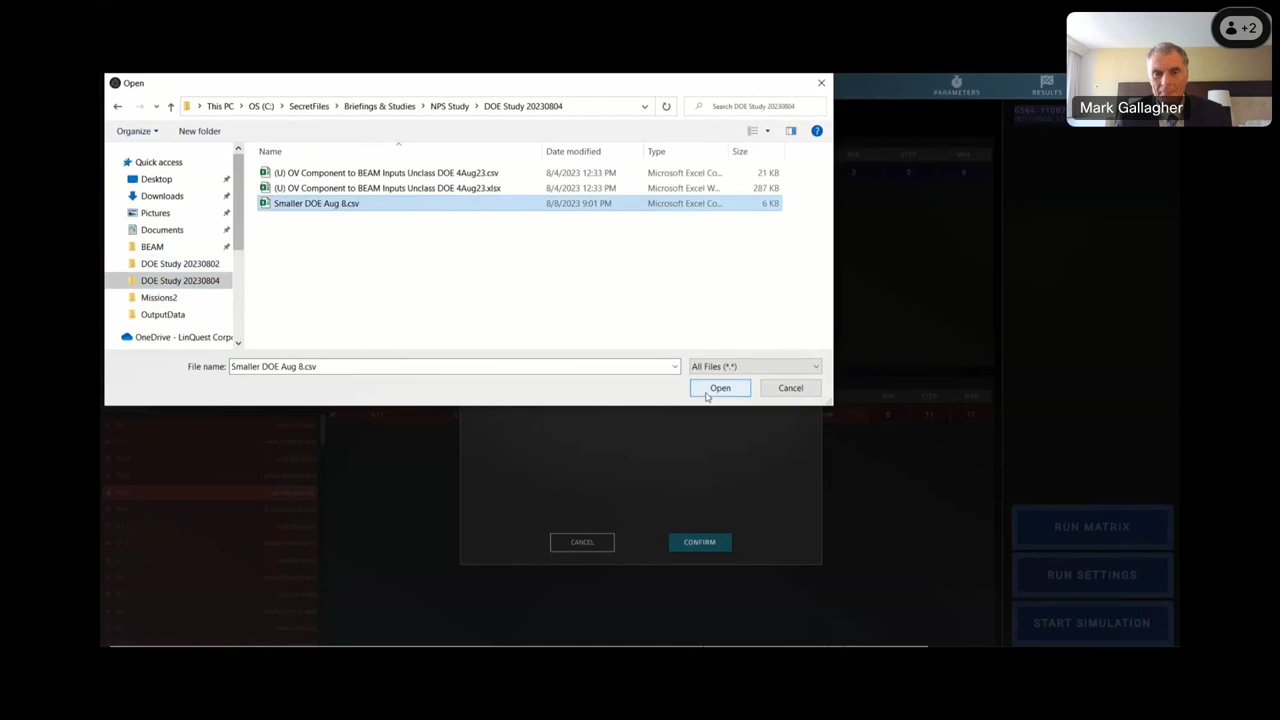 +2
Mark Gallagher
Open
This PC > OS (C:) > SecretFiles > Briefings & Studies > NPS Study > DOE Study 20230804
Search DOE Study 20230804
PARAMETERS
RESULTS
Organize
New folder
Name Date modified Type Size
Quick access
Desktop
Downloads
Pictures
Documents
BEAM
DOE Study 20230802
DOE Study 20230804
Missions2
OutputData
OneDrive - LinQuest Corp
(U) OV Component to BEAM Inputs Unclass DOE 4Aug23.csv 8/4/2023 12:33 PM Microsoft Excel Co... 21 KB
(U) OV Component to BEAM Inputs Unclass DOE 4Aug23.xlsx 8/4/2023 12:33 PM Microsoft Excel W... 287 KB
Smaller DOE Aug 8.csv 8/8/2023 9:01 PM Microsoft Excel Co... 6 KB
File name: Smaller DOE Aug 8.csv
All Files (*.*)
Open
Cancel
MIN STEP MAX
CANCEL
CONFIRM
RUN MATRIX
RUN SETTINGS
START SIMULATION